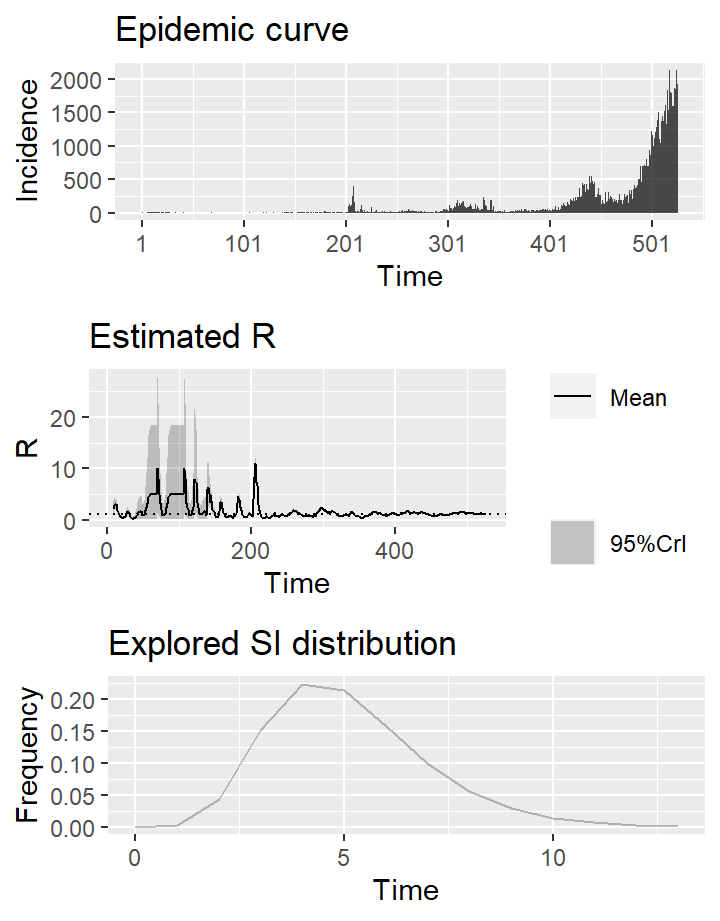 Epidemic curve
2000
1500
1000
500
0
Incidence
1 101 201 301 401 501
Time
Estimated R
20
10
0
R
0 200 400
Time
Mean
95%CrI
Explored SI distribution
0.20
0.15
0.10
0.05
0.00
Frequency
0 5 10
Time